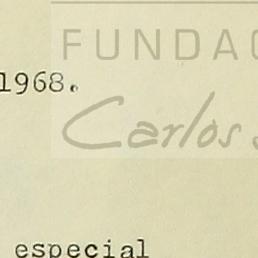 FUNDAC
1968.
Carlos
especial